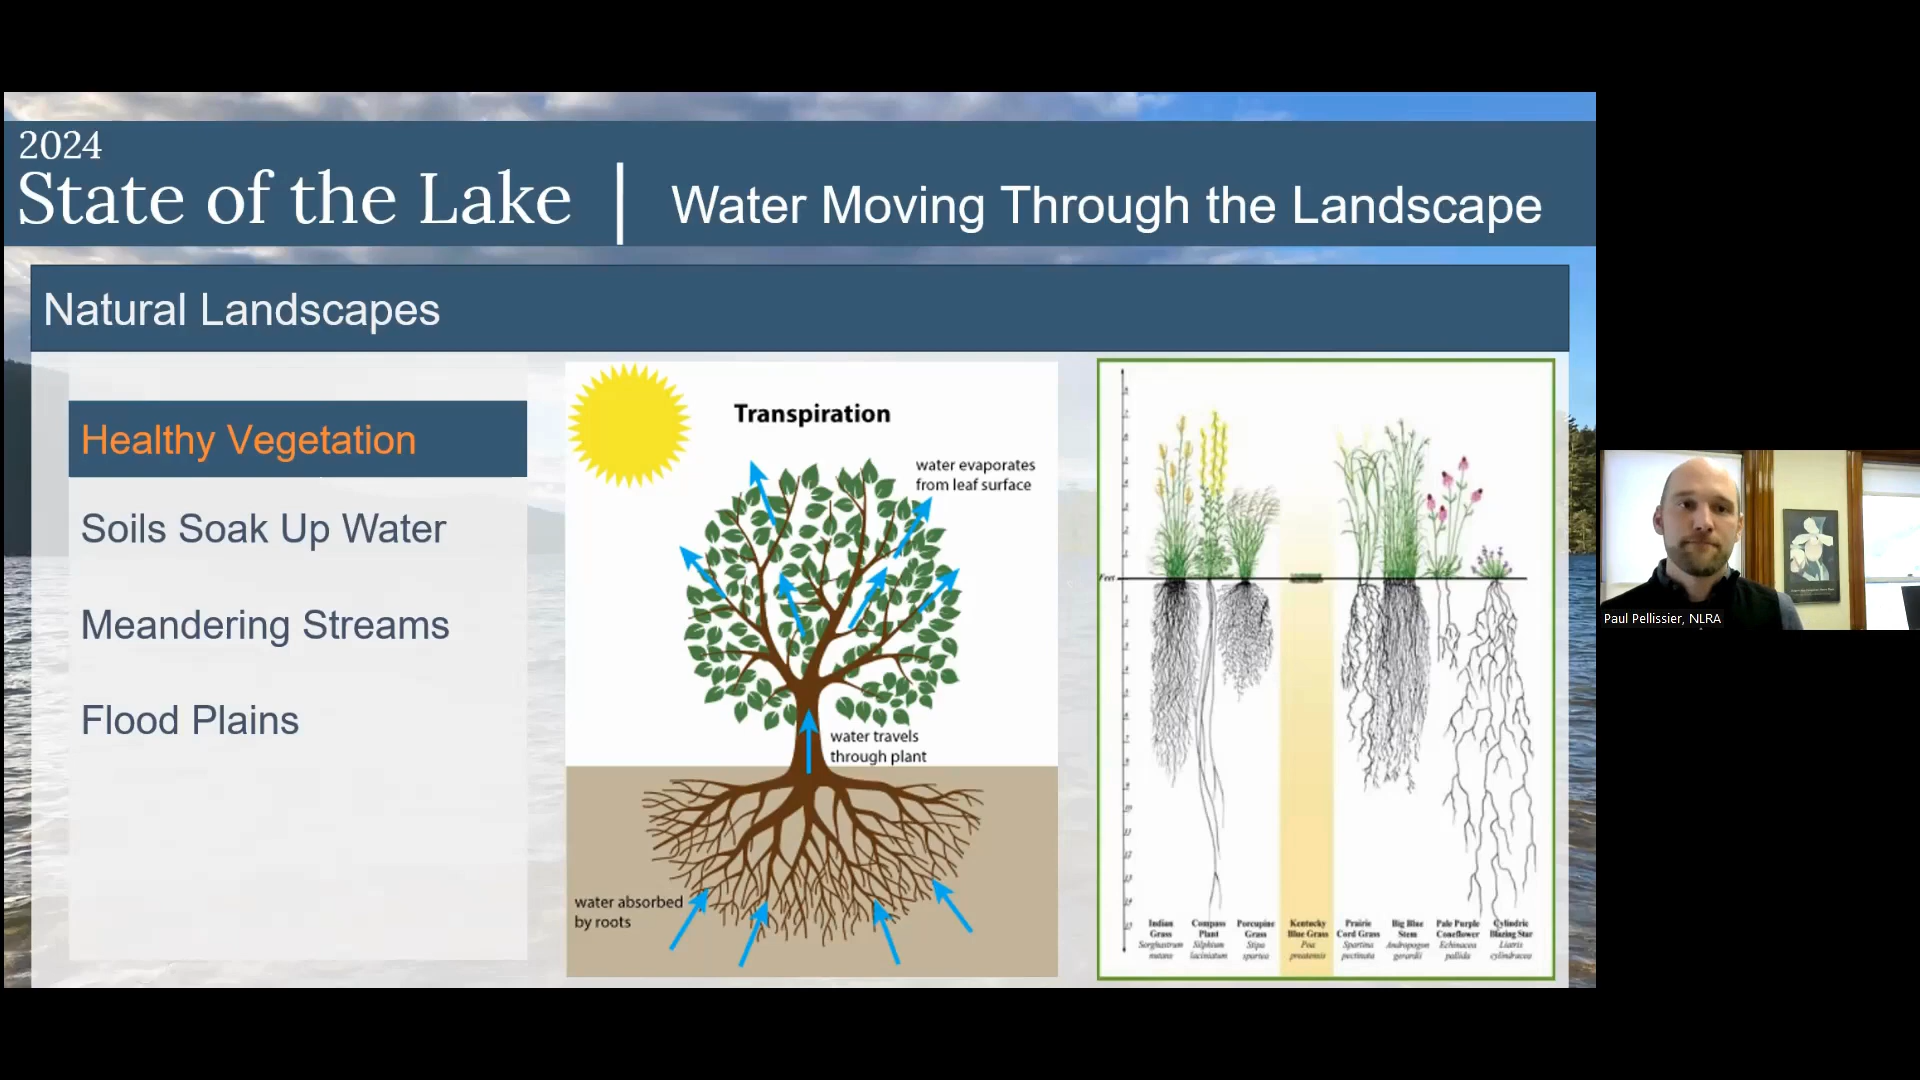 2024
State of the Lake | Water Moving Through the Landscape
Natural Landscapes
Healthy Vegetation
Soils Soak Up Water
Meandering Streams
Flood Plains
Transpiration
water evaporates
from leaf surface
water travels
through plant
water absorbed
by roots
Feet
Indian
Grass
Sorghastrum
nutans
Compass
Plant
Silphium
laciniatum
Porcupine
Grass
Stipa
spartea
Kentucky
Blue Grass
Poa
pratensis
Prairie
Cord Grass
Spartina
pectinata
Big Blue
Stem
Andropogon
gerardii
Pale Purple
Coneflower
Echinacea
pallida
Cylindric
Blazing Star
Liatris
cylindracea
Paul Pellissier, NLRA